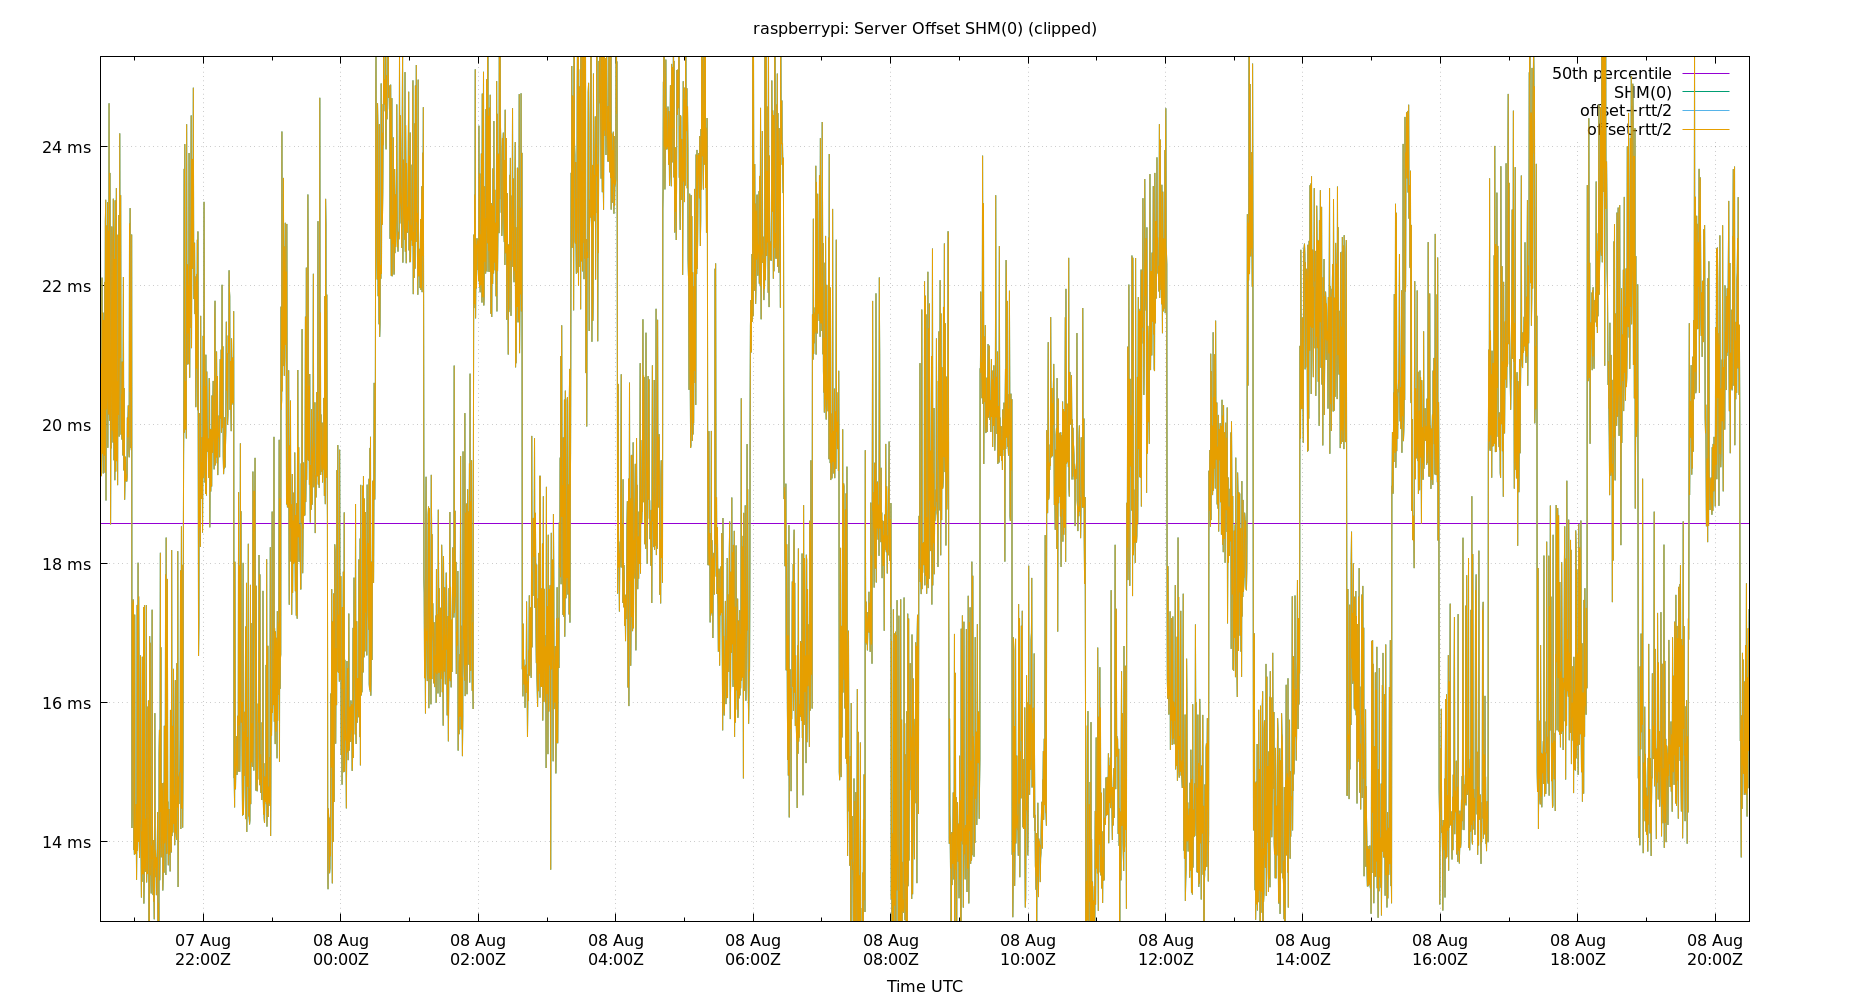 raspberrypi: Server Offset SHM(0) (clipped)
50th percentile
SHM(0)
offset+rtt/2
offset-rtt/2
24 ms
22 ms
20 ms
18 ms
16 ms
14 ms
07 Aug 08 Aug 08 Aug 08 Aug 08 Aug 08 Aug 08 Aug 08 Aug 08 Aug 08 Aug 08 Aug 08 Aug
22:00Z 00:00Z 02:00Z 04:00Z 06:00Z 08:00Z 10:00Z 12:00Z 14:00Z 16:00Z 18:00Z 20:00Z
Time UTC